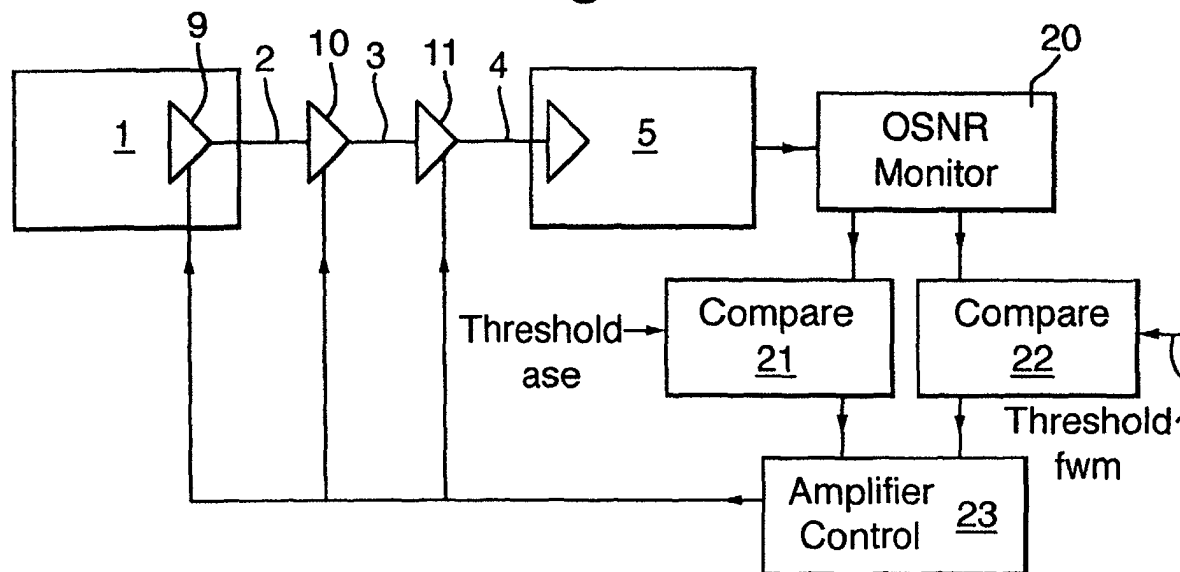 9
2
10
3
11
4
20
1
5
OSNR
Monitor
Compare
21
Compare
22
Threshold
ase
Threshold
fwm
Amplifier
Control
23